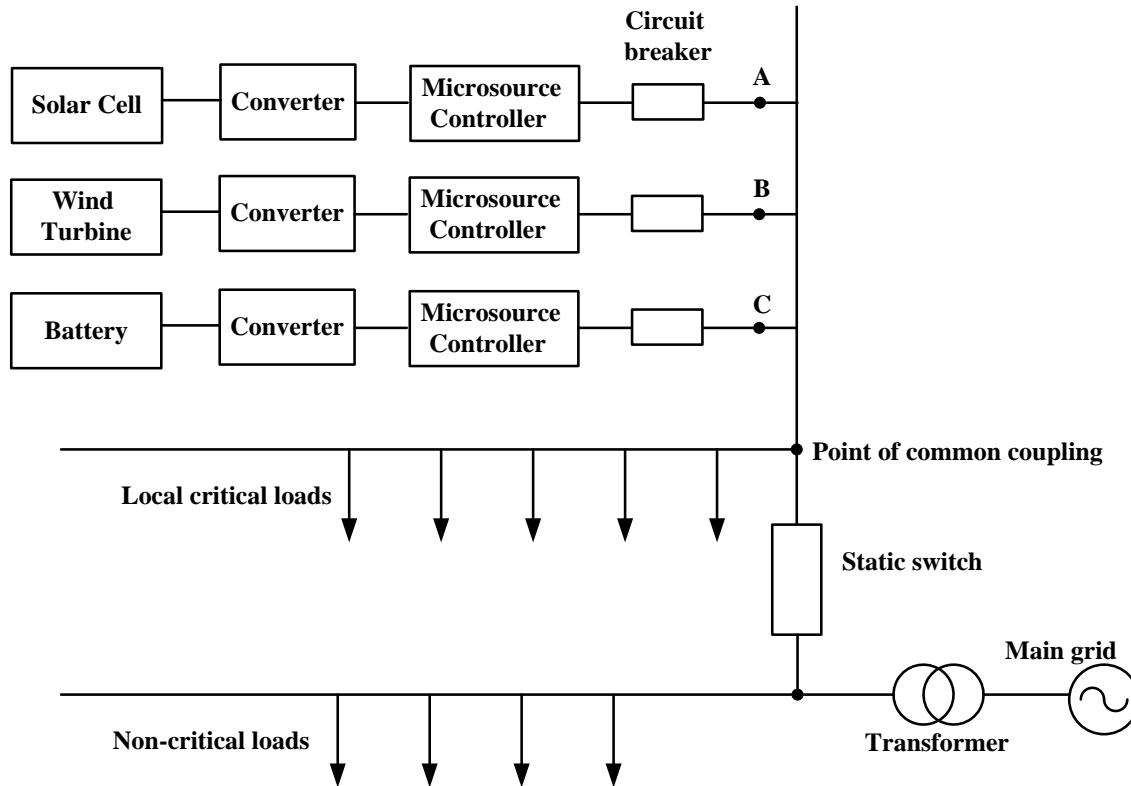 Circuit
breaker
A
Solar Cell
Converter
Microsource
Controller
B
Wind
Turbine
Converter
Microsource
Controller
C
Battery
Converter
Microsource
Controller
Point of common coupling
Local critical loads
Static switch
Main grid
Non-critical loads
Transformer